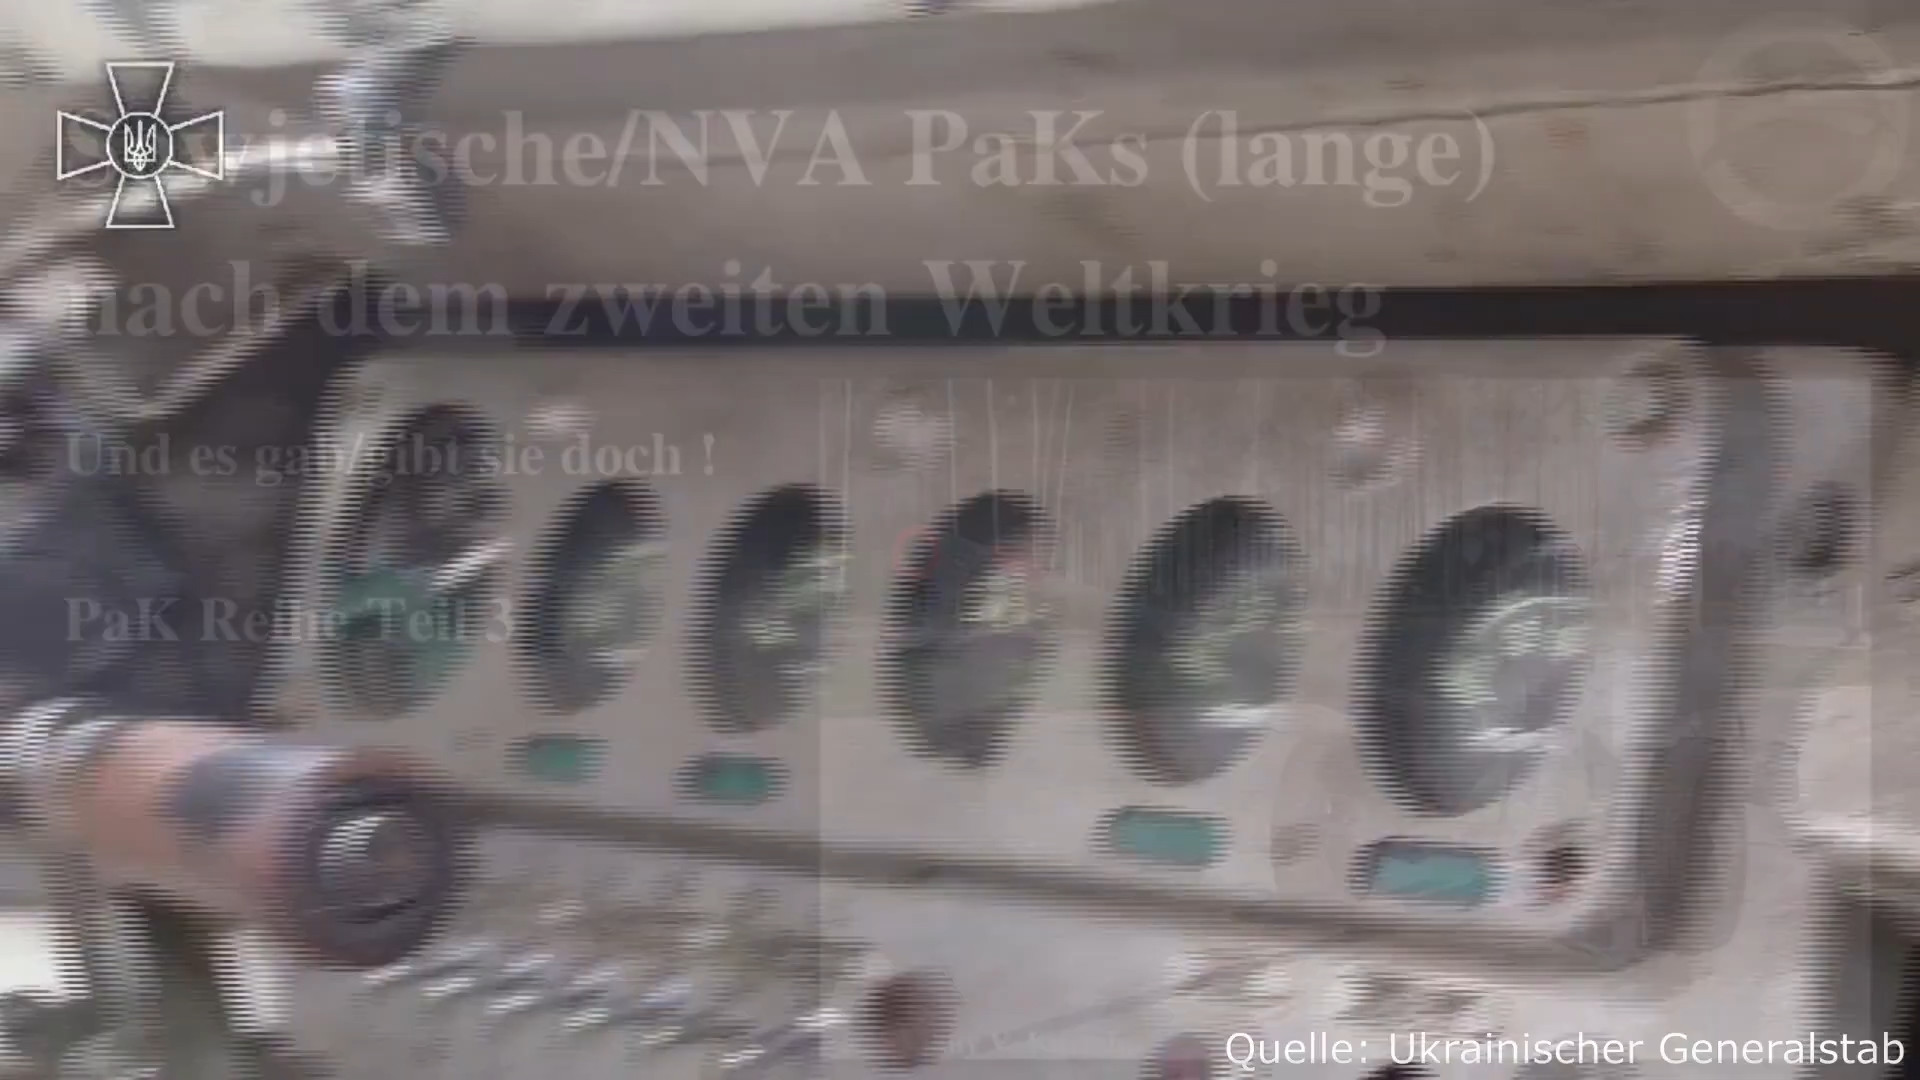 Sowjetische/NVA PaKs (lange)
nach dem zweiten Weltkrieg
Und es gab/gibt sie doch !
PaK Reihe Teil 3
Quelle: Ukrainischer Generalstab